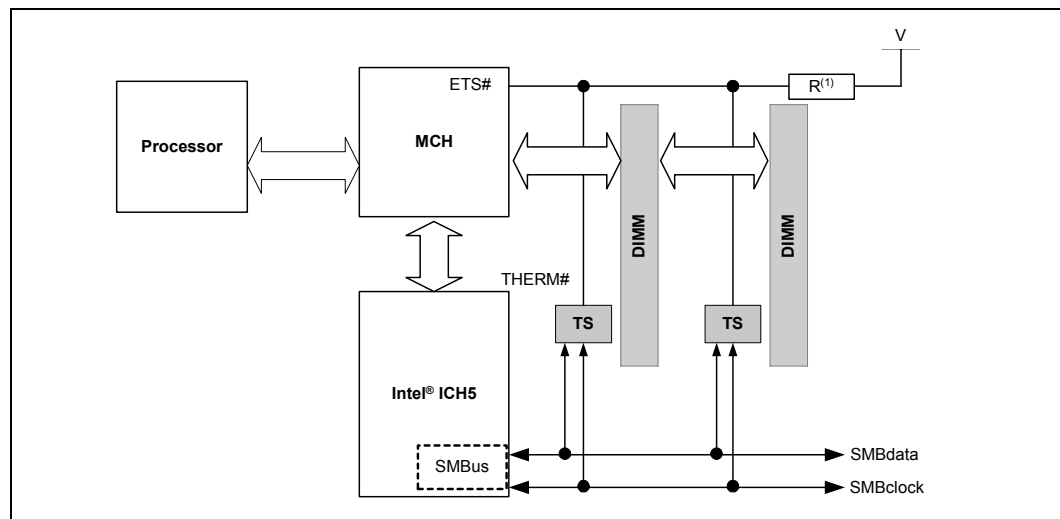 V
ETS#
R(1)
Processor
MCH
DIMM
DIMM
THERM#
TS
TS
Intel® ICH5
SMBus
SMBdata
SMBclock